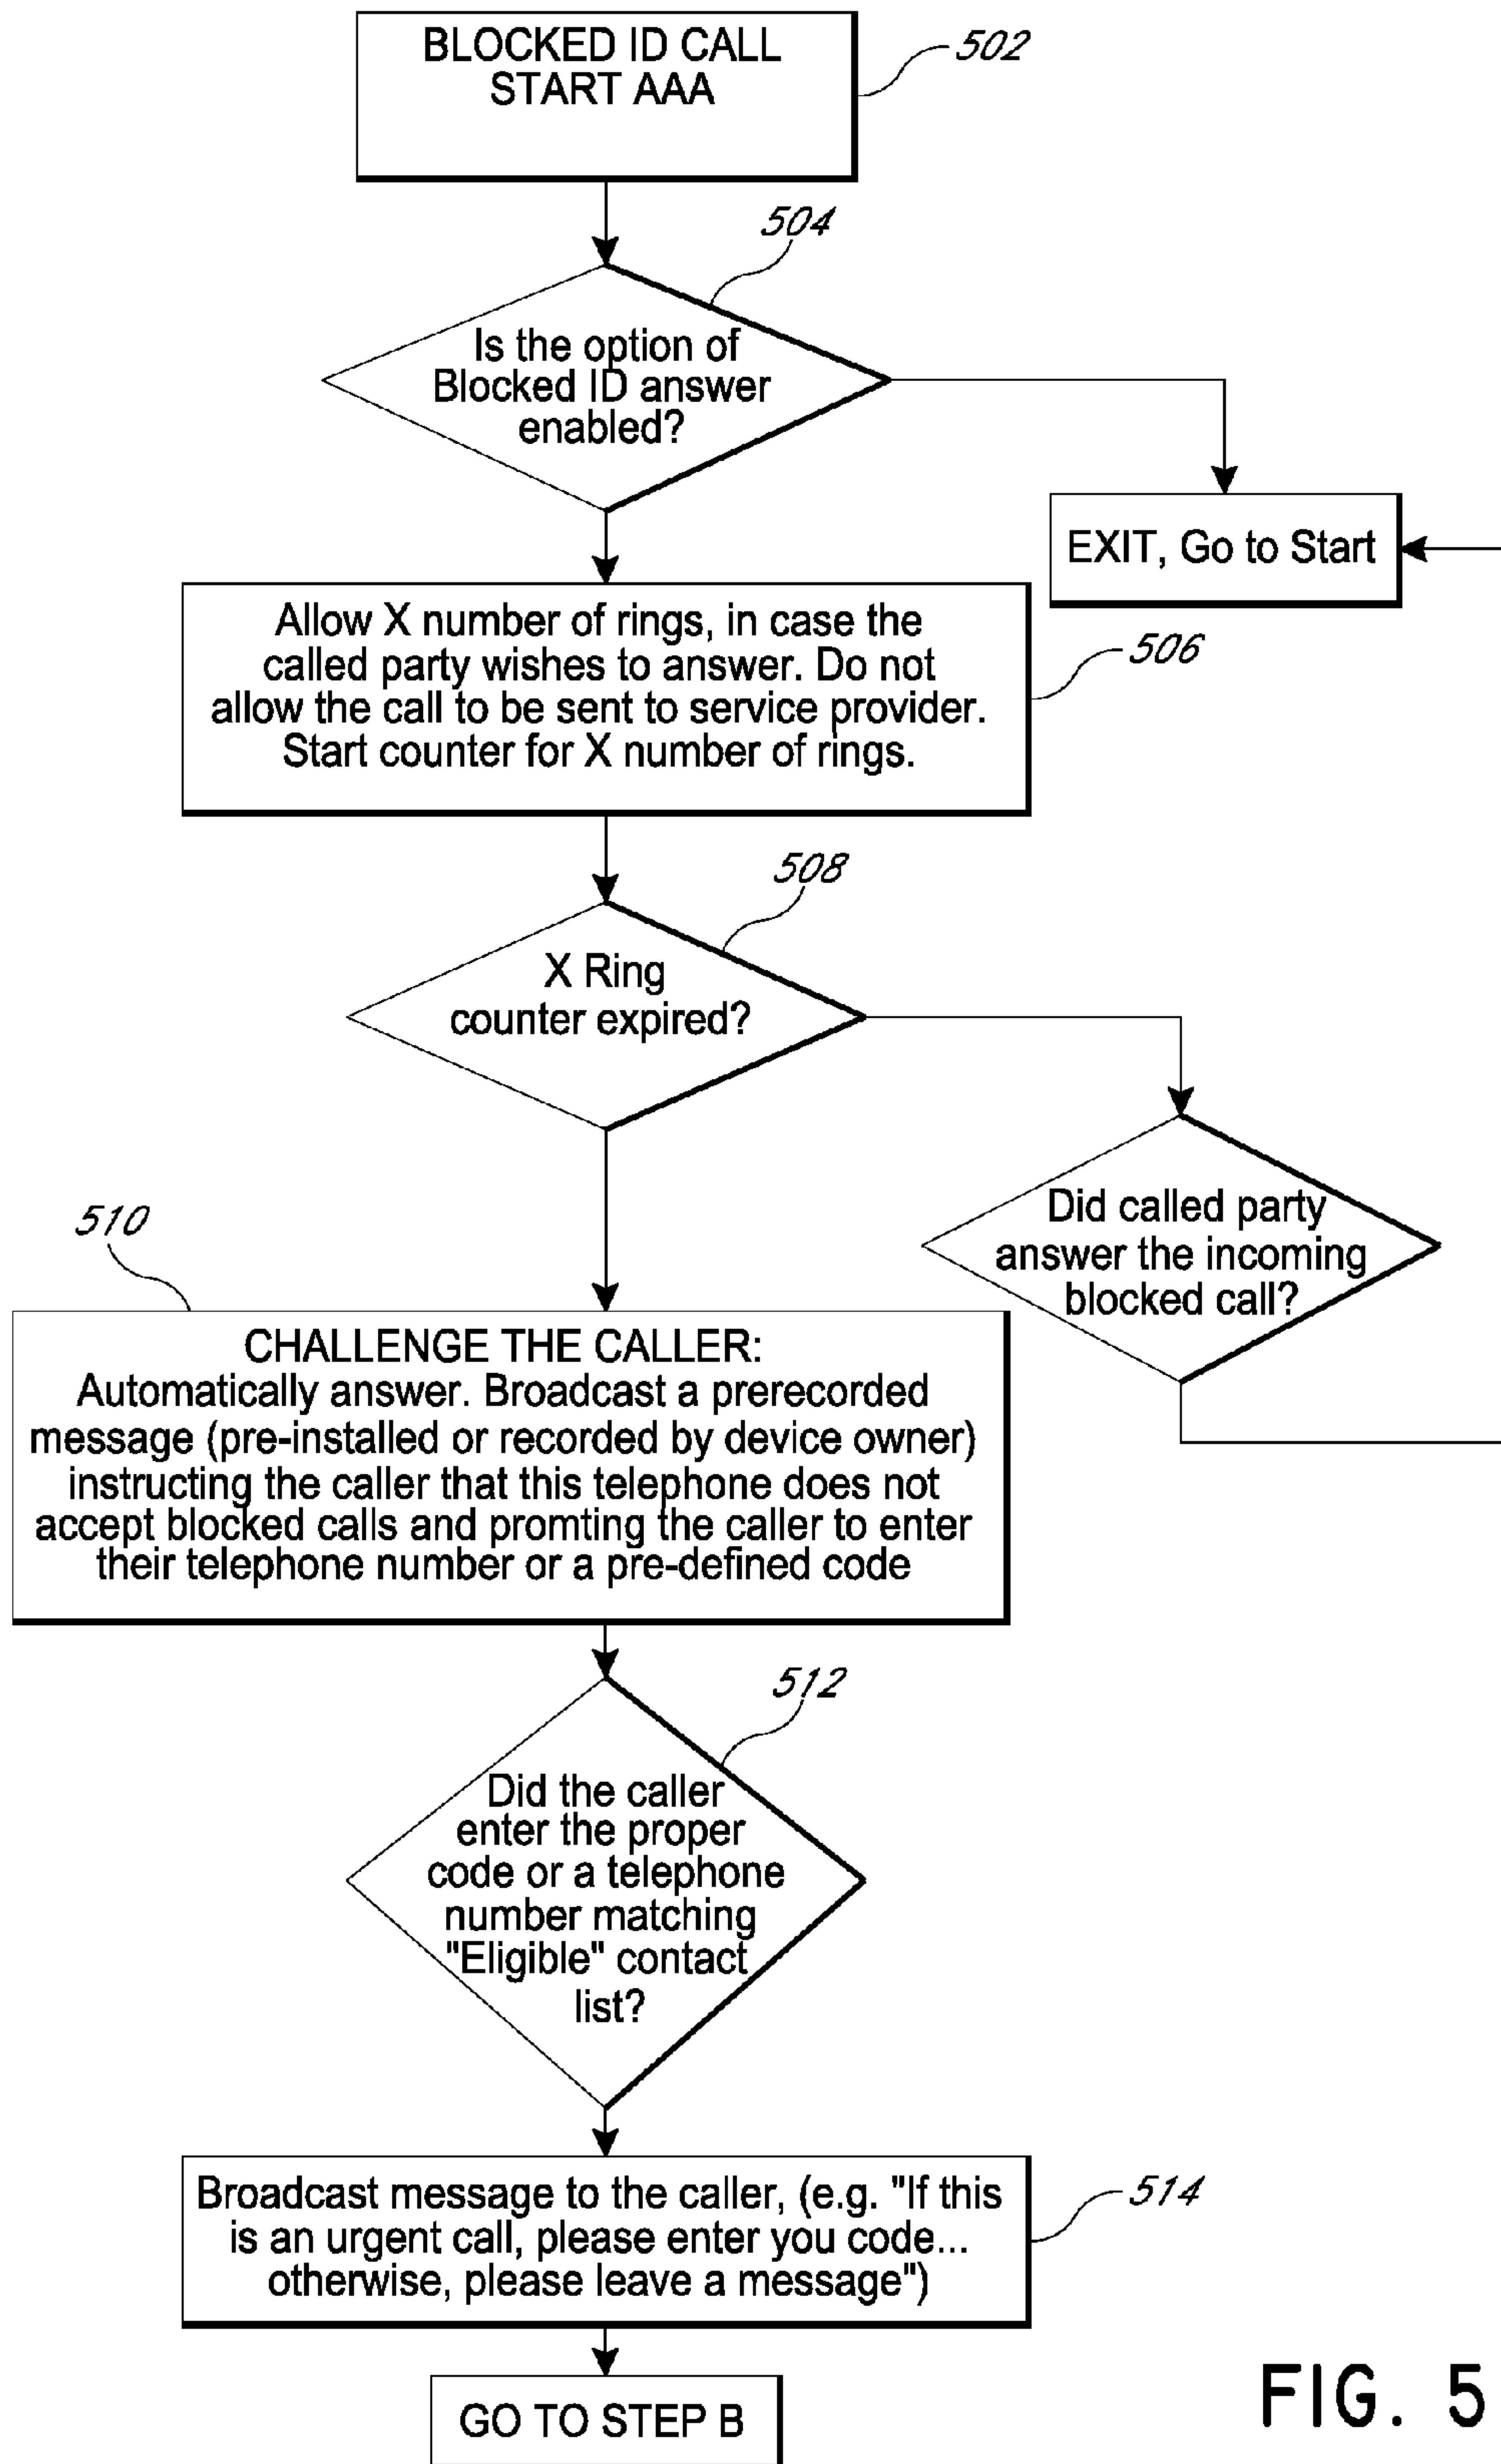 BLOCKED ID CALL
START AAA
502
504
Is the option of
Blocked ID answer
enabled?
EXIT, Go to Start
Allow X number of rings, in case the
called party wishes to answer. Do not
allow the call to be sent to service provider.
Start counter for X number of rings.
506
508
X Ring
counter expired?
Did called party
answer the incoming
blocked call?
510
CHALLENGE THE CALLER:
Automatically answer. Broadcast a prerecorded
message (pre-installed or recorded by device owner)
instructing the caller that this telephone does not
accept blocked calls and promting the caller to enter
their telephone number or a pre-defined code
512
Did the caller
enter the proper
code or a telephone
number matching
"Eligible" contact
list?
Broadcast message to the caller, (e.g. "If this
is an urgent call, please enter you code...
otherwise, please leave a message")
514
GO TO STEP B
FIG. 5